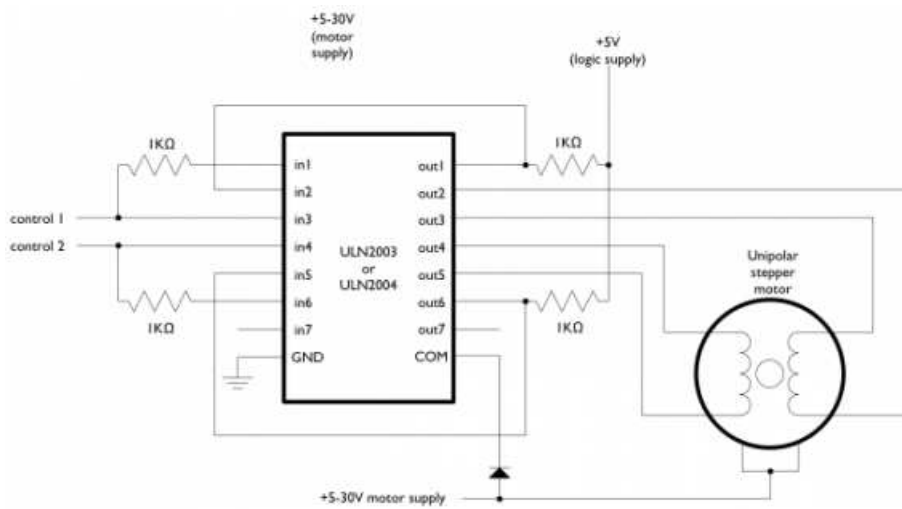 +5-30V
(motor
supply)
+5V
(logic supply)
1KΩ
1KΩ
in1
out1
in2
out2
control 1
in3
out3
control 2
in4
out4
ULN2003
or
ULN2004
in5
out5
in6
out6
1KΩ
1KΩ
in7
out7
GND
COM
Unipolar
stepper
motor
+5-30V motor supply